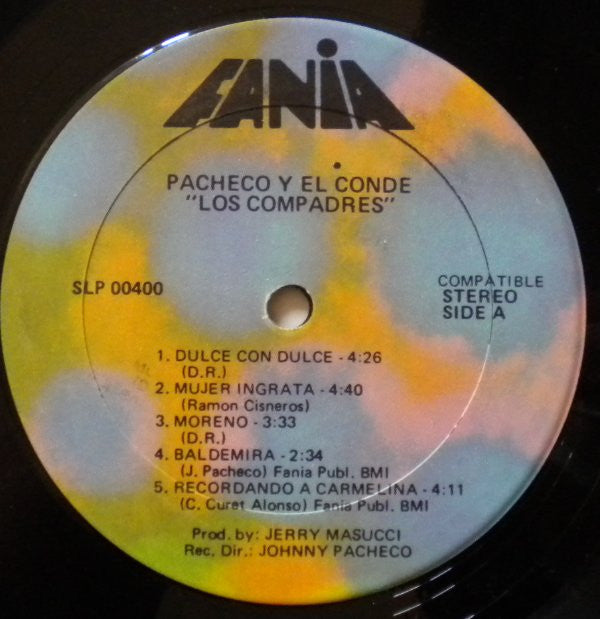 FANIA
PACHECO Y EL CONDE
"LOS COMPADRES"
SLP 00400
COMPATIBLE
STEREO
SIDE A
1. DULCE CON DULCE - 4:26
(D.R.)
2. MUJER INGRATA - 4:40
(Ramon Cisneros)
3. MORENO - 3:33
(D.R.)
4. BALDEMIRA - 2:34
(J. Pacheco) Fania Publ. BMI
5. RECORDANDO A CARMELINA - 4:11
(C. Curet Alonso) Fania Publ. BMI
Prod. by: JERRY MASUCCI
Rec. Dir.: JOHNNY PACHECO